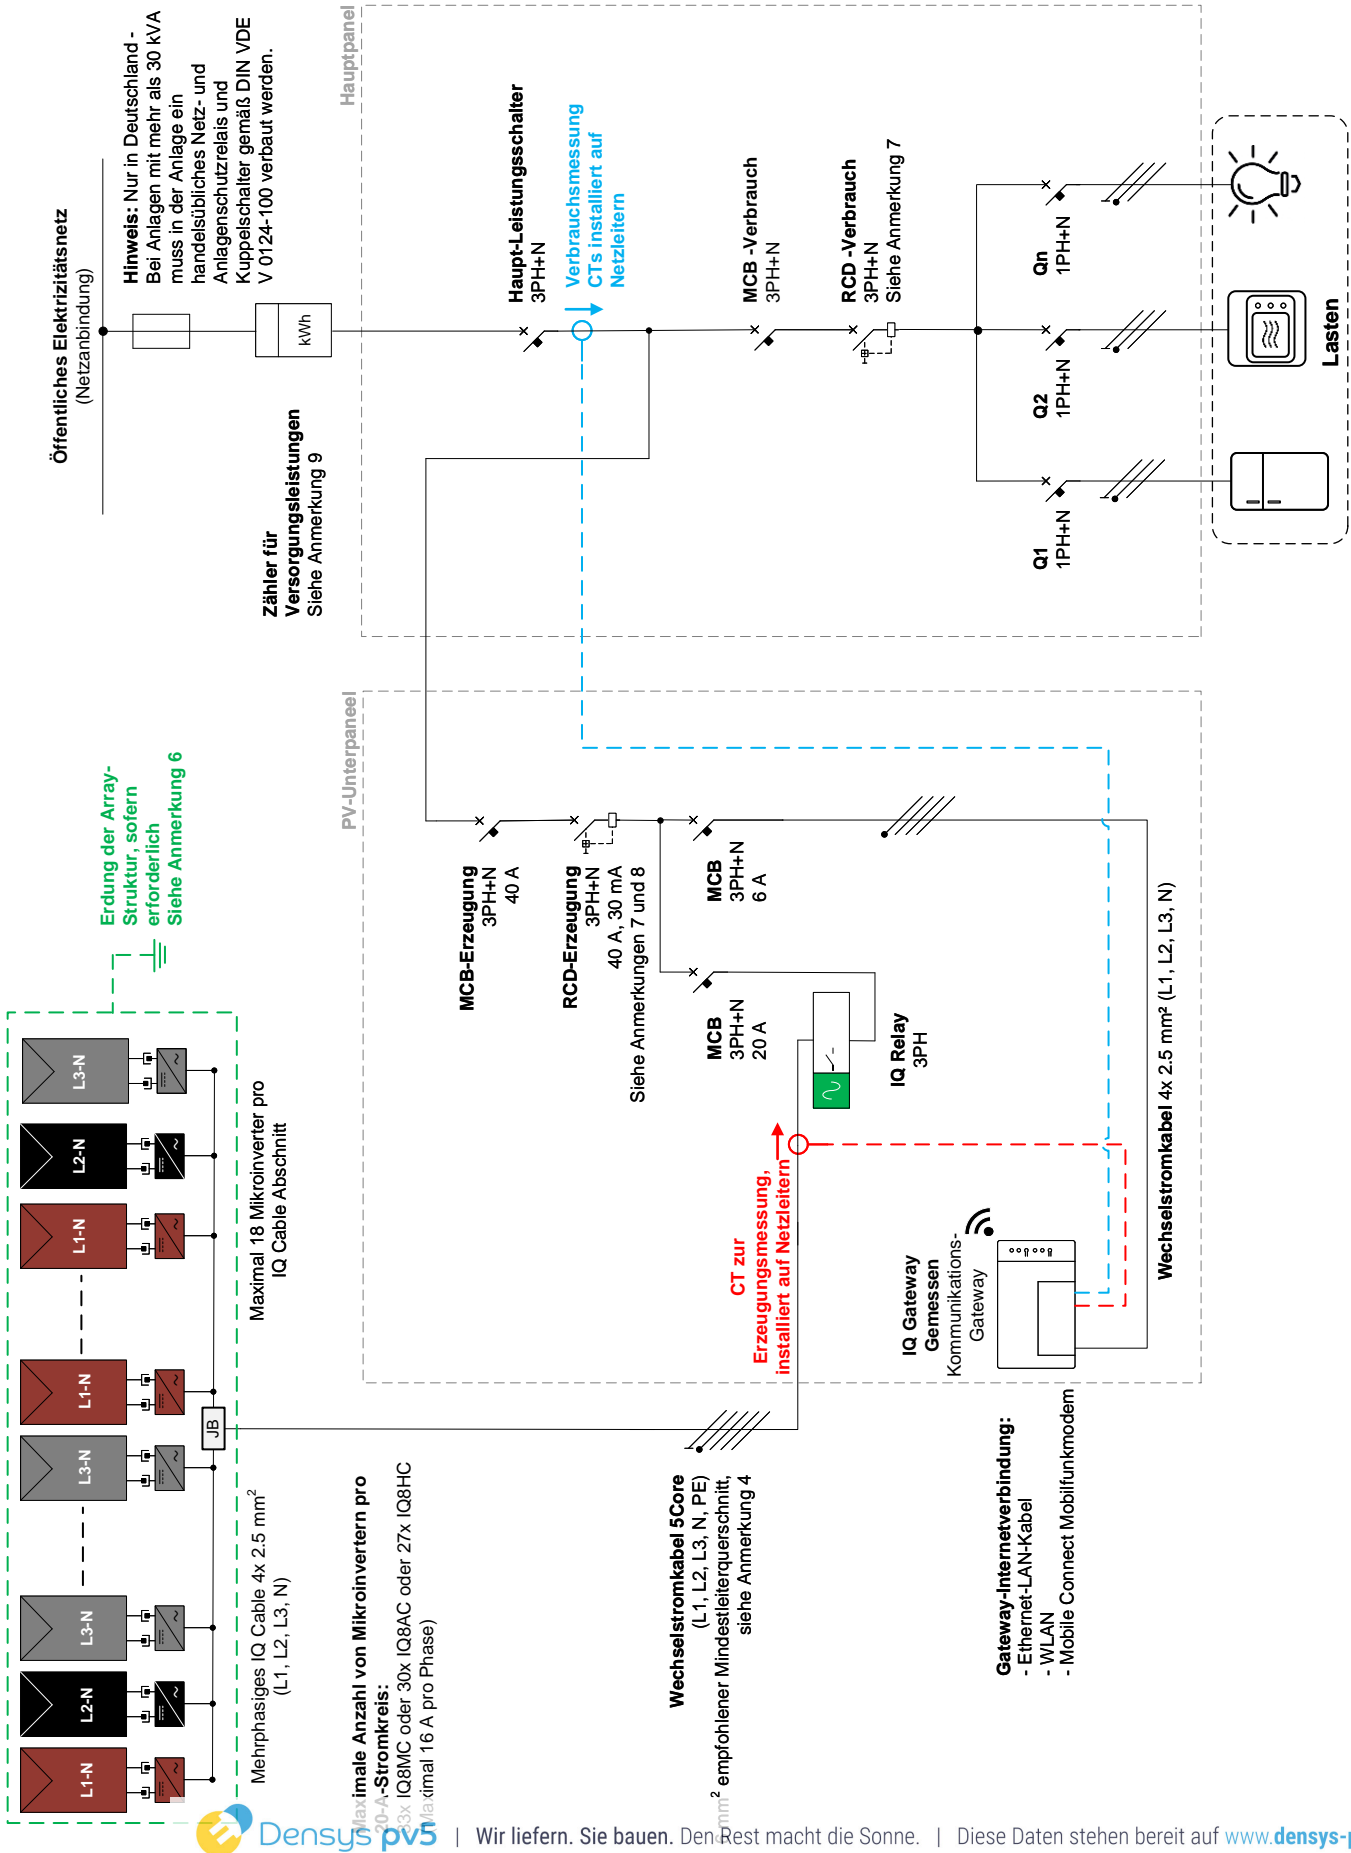 Öffentliches Elektrizitätsnetz
(Netzanbindung)
Hinweis: Nur in Deutschland -
Bei Anlagen mit mehr als 30 kVA
muss in der Anlage ein
handelsübliches Netz- und
Anlagenschutzrelais und
Kuppelschalter gemäß DIN VDE
V 0124-100 verbaut werden.
kWh
Zähler für
Versorgungsleistungen
Siehe Anmerkung 9
Hauptpanel
Haupt-Leistungsschalter
3PH+N
Verbrauchsmessung
CTs installiert auf
Netzleitern
MCB -Verbrauch
3PH+N
RCD-Verbrauch
3PH+N
Siehe Anmerkung 7
Q1
1PH+N
Q2
1PH+N
Qn
1PH+N
Lasten
Erdung der Array-
Struktur, sofern
erforderlich
Siehe Anmerkung 6
L1-N
L2-N
L3-N
L3-N
L1-N
L1-N
L2-N
L3-N
JB
Mehrphasiges IQ Cable 4x 2.5 mm²
(L1, L2, L3, N)
Maximal 18 Mikroinverter pro
IQ Cable Abschnitt
PV-Unterpaneel
MCB-Erzeugung
3PH+N
40 A
RCD-Erzeugung
3PH+N
40 A, 30 mA
Siehe Anmerkungen 7 und 8
MCB
3PH+N
20 A
MCB
3PH+N
6 A
IQ Relay
3PH
CT zur
Erzeugungsmessung,
installiert auf Netzleitern
IQ Gateway
Gemessen
Kommunikations-
Gateway
Wechselstromkabel 4x 2.5 mm² (L1, L2, L3, N)
Maximale Anzahl von Mikroinvertern pro
20-A-Stromkreis:
33x IQ8MC oder 30x IQ8AC oder 27x IQ8HC
(Maximal 16 A pro Phase)
Wechselstromkabel 5Core
(L1, L2, L3, N, PE)
mm² empfohlener Mindestleiterquerschnitt,
siehe Anmerkung 4
Gateway-Internetverbindung:
- Ethernet-LAN-Kabel
- WLAN
- Mobile Connect Mobilfunkmodem
Densys pv5 | Wir liefern. Sie bauen. Den Rest macht die Sonne. | Diese Daten stehen bereit auf www.densys-p